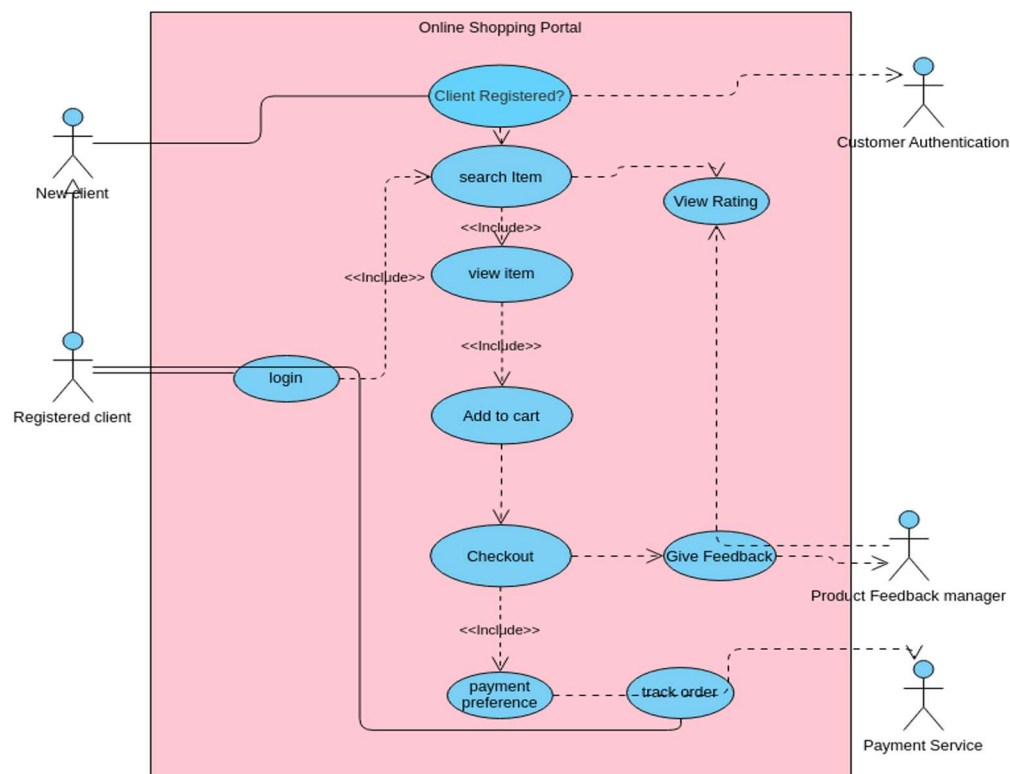 Online Shopping Portal
Client Registered?
Customer Authentication
search Item
New client
View Rating
<<Include>>
view item
<<Include>>
<<Include>>
login
Registered client
Add to cart
Checkout
Give Feedback
Product Feedback manager
<<Include>>
payment
preference
track order
Payment Service